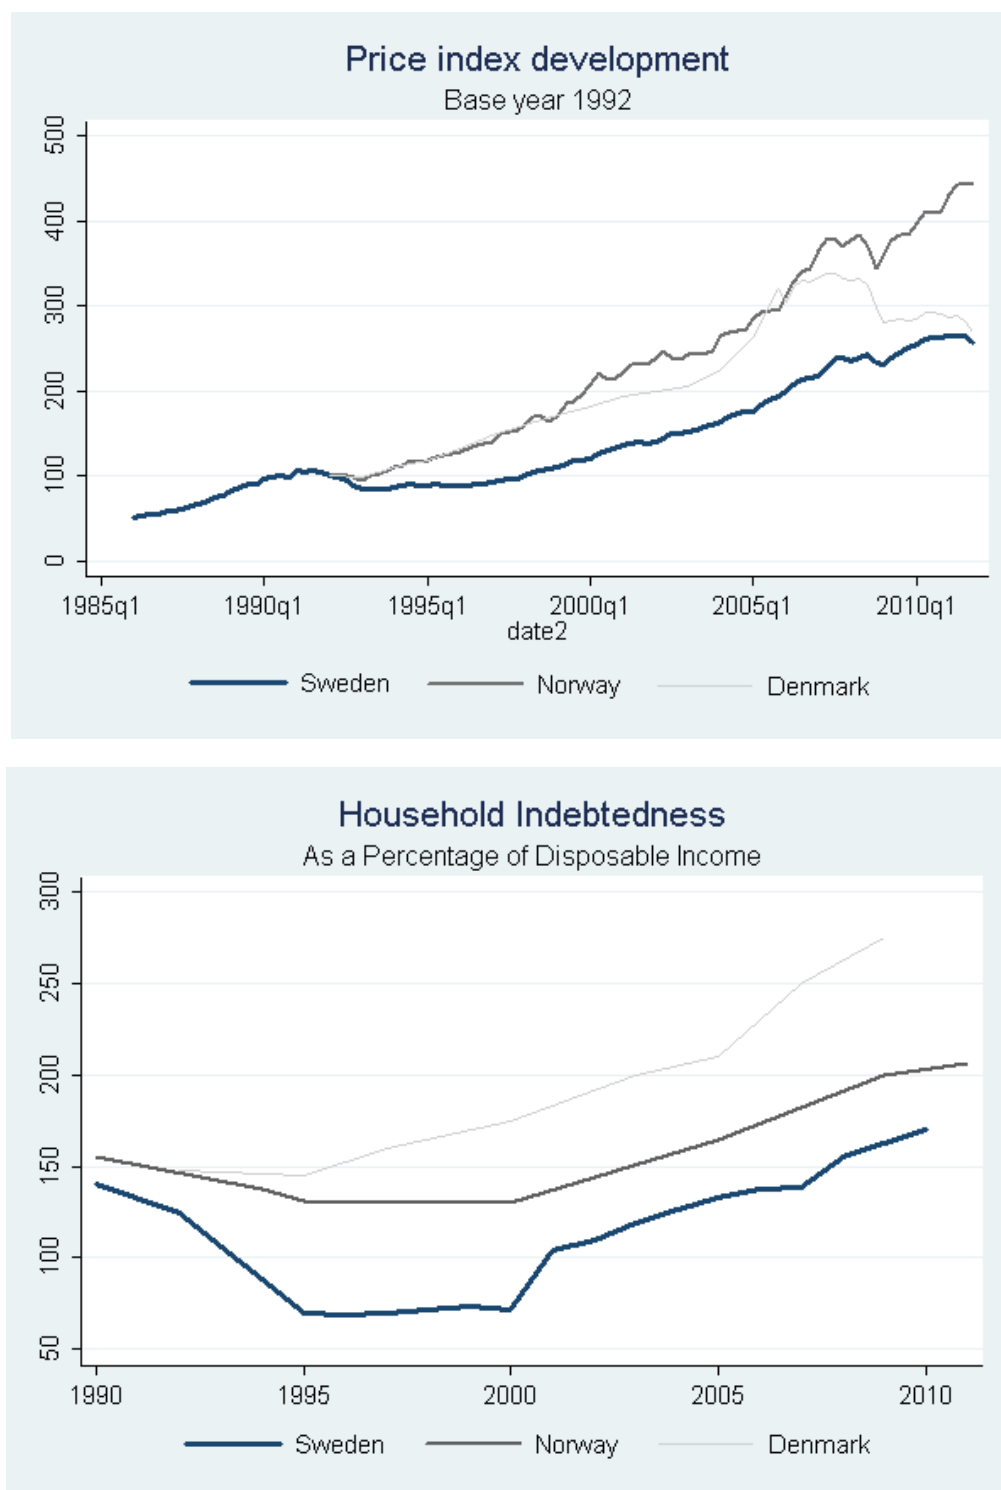 Price index development
Base year 1992
500
400
300
200
100
0
1985q1 1990q1 1995q1 2000q1 2005q1 2010q1
date2
Sweden Norway Denmark
Household Indebtedness
As a Percentage of Disposable Income
300
250
200
150
100
50
1990 1995 2000 2005 2010
Sweden Norway Denmark